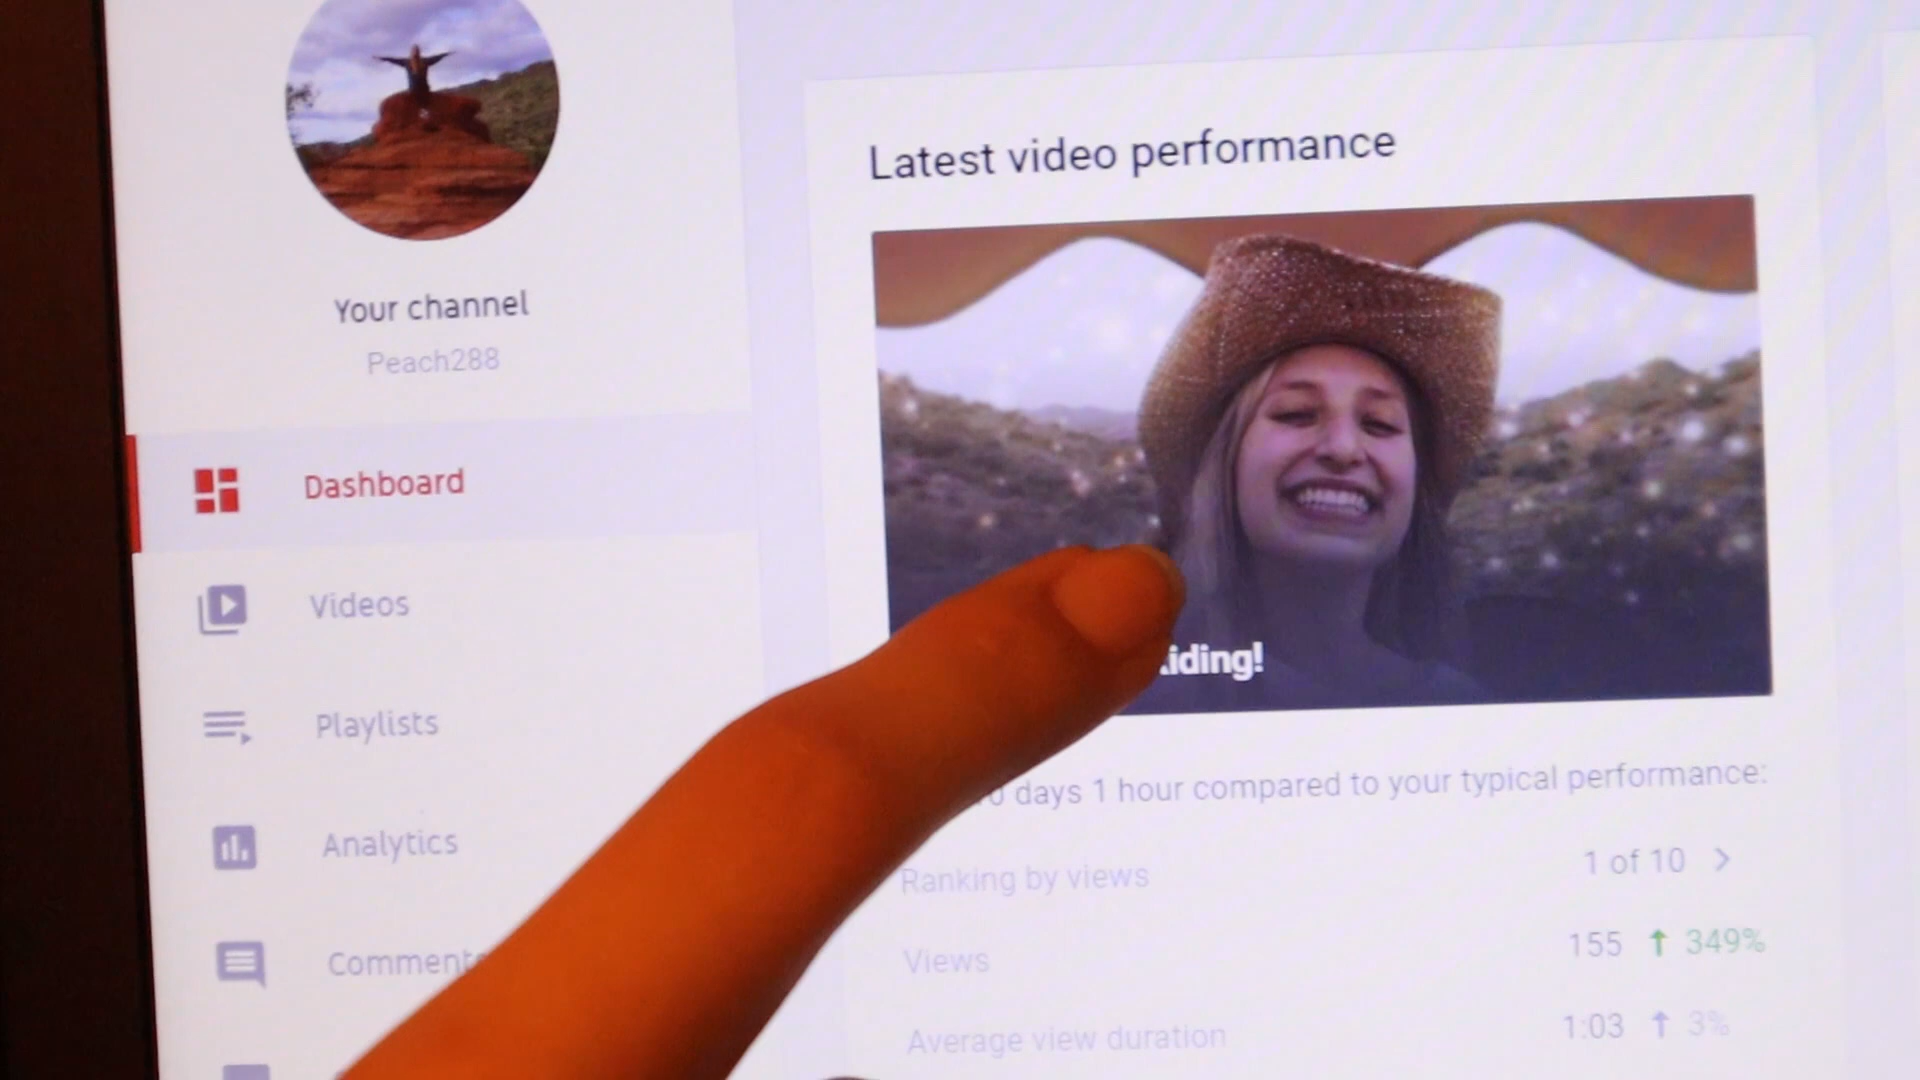 Your channel
Peach288
Dashboard
Videos
Playlists
Analytics
Latest video performance
days 1 hour compared to your typical performance:
Ranking by views 1 of 10 >
Views 155 ↑ 349%
Average view duration 1:03 ↑ 3%